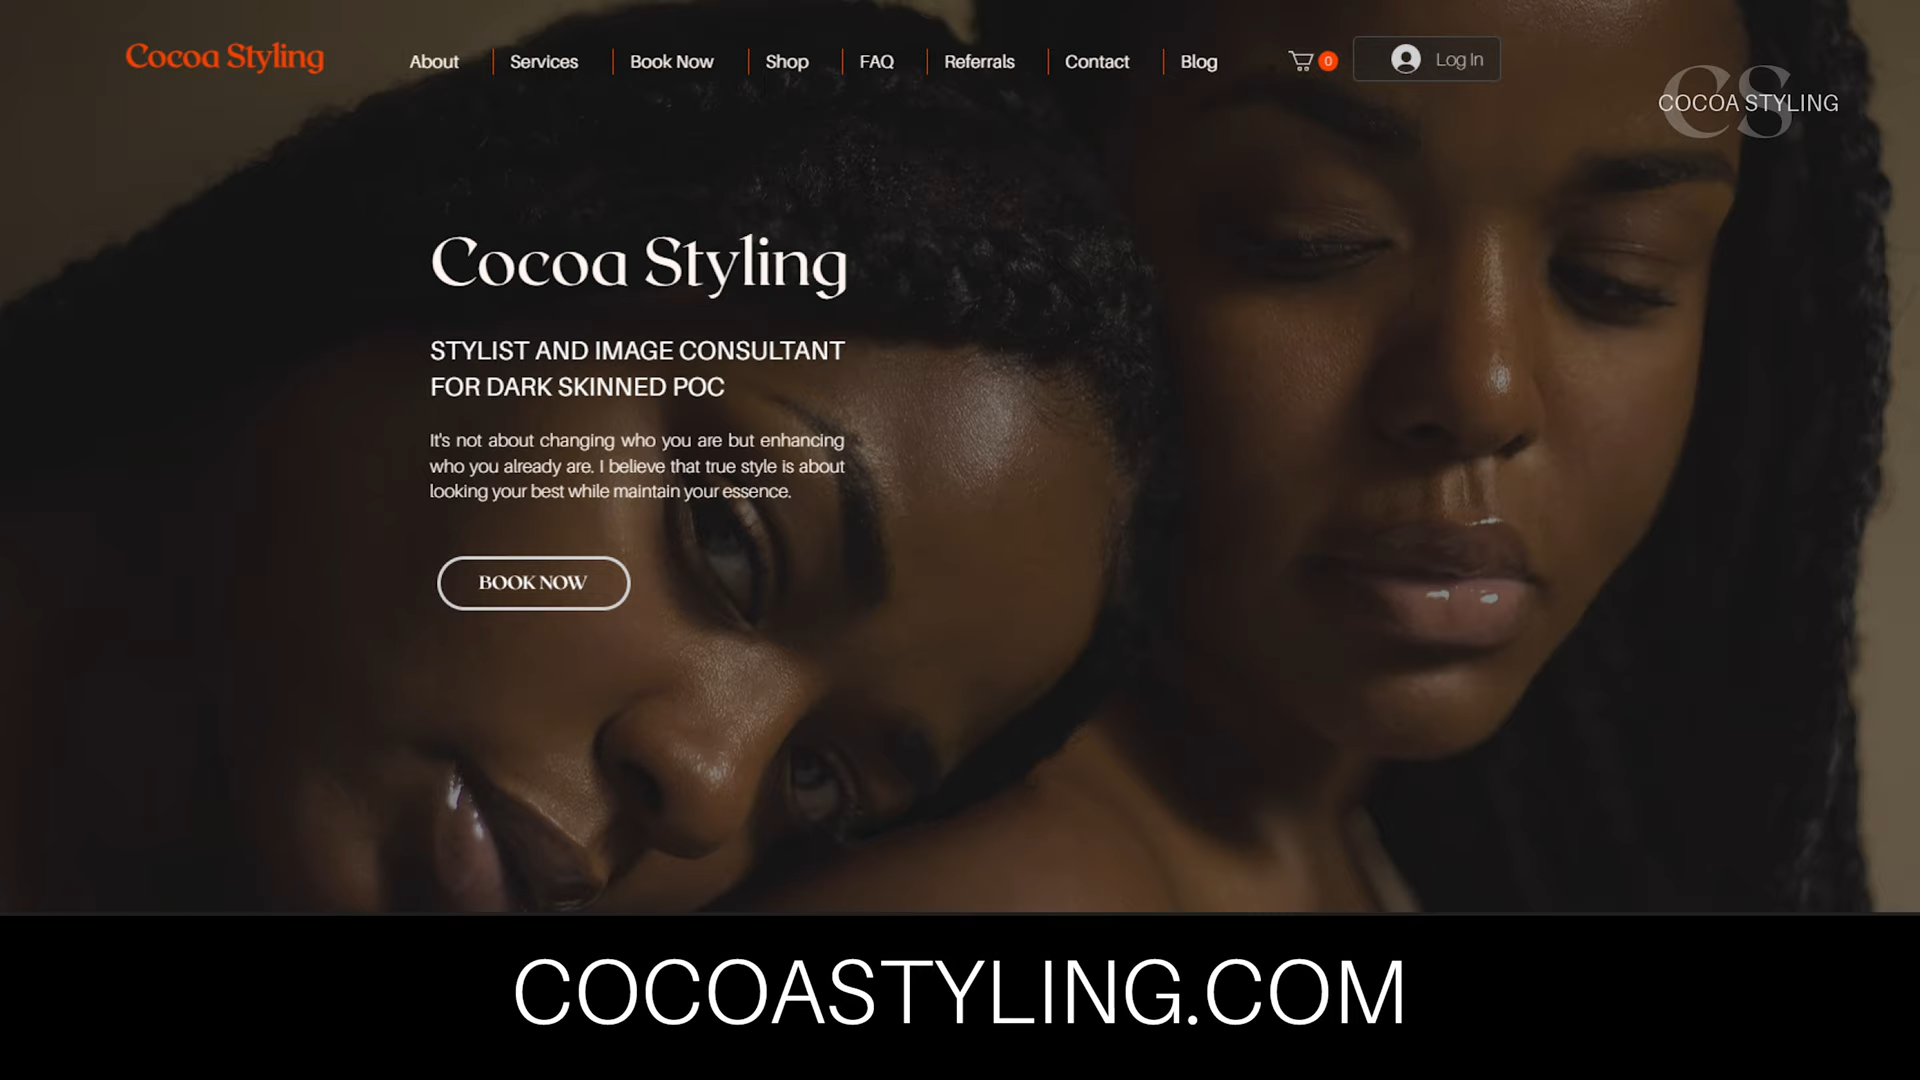 Cocoa Styling
About
Services
Book Now
Shop
FAQ
Referrals
Contact
Blog
0
Log In
CS
COCOA STYLING
Cocoa Styling
STYLIST AND IMAGE CONSULTANT
FOR DARK SKINNED POC
It's not about changing who you are but enhancing
who you already are. I believe that true style is about
looking your best while maintain your essence.
BOOK NOW
COCOASTYLING.COM